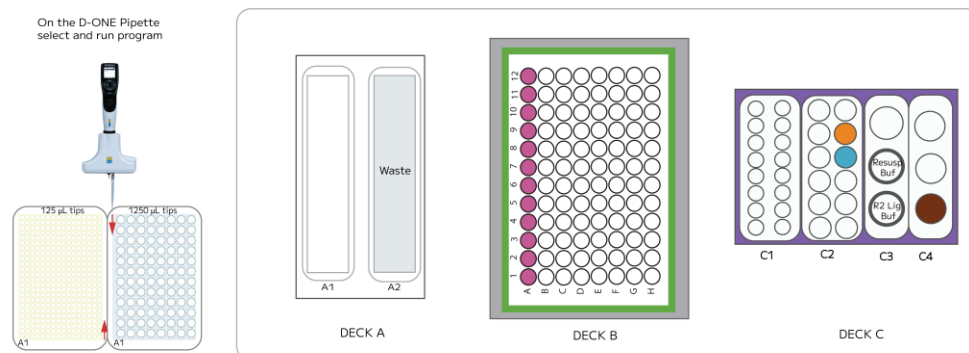 On the D-ONE Pipette
select and run program
125 µL tips
1250 µL tips
A1
A1
Waste
A1
A2
DECK A
12
11
10
9
8
7
6
5
4
3
2
1
A
B
C
D
E
F
G
H
DECK B
Resusp
Buf
R2 Lig
Buf
C1
C2
C3
C4
DECK C